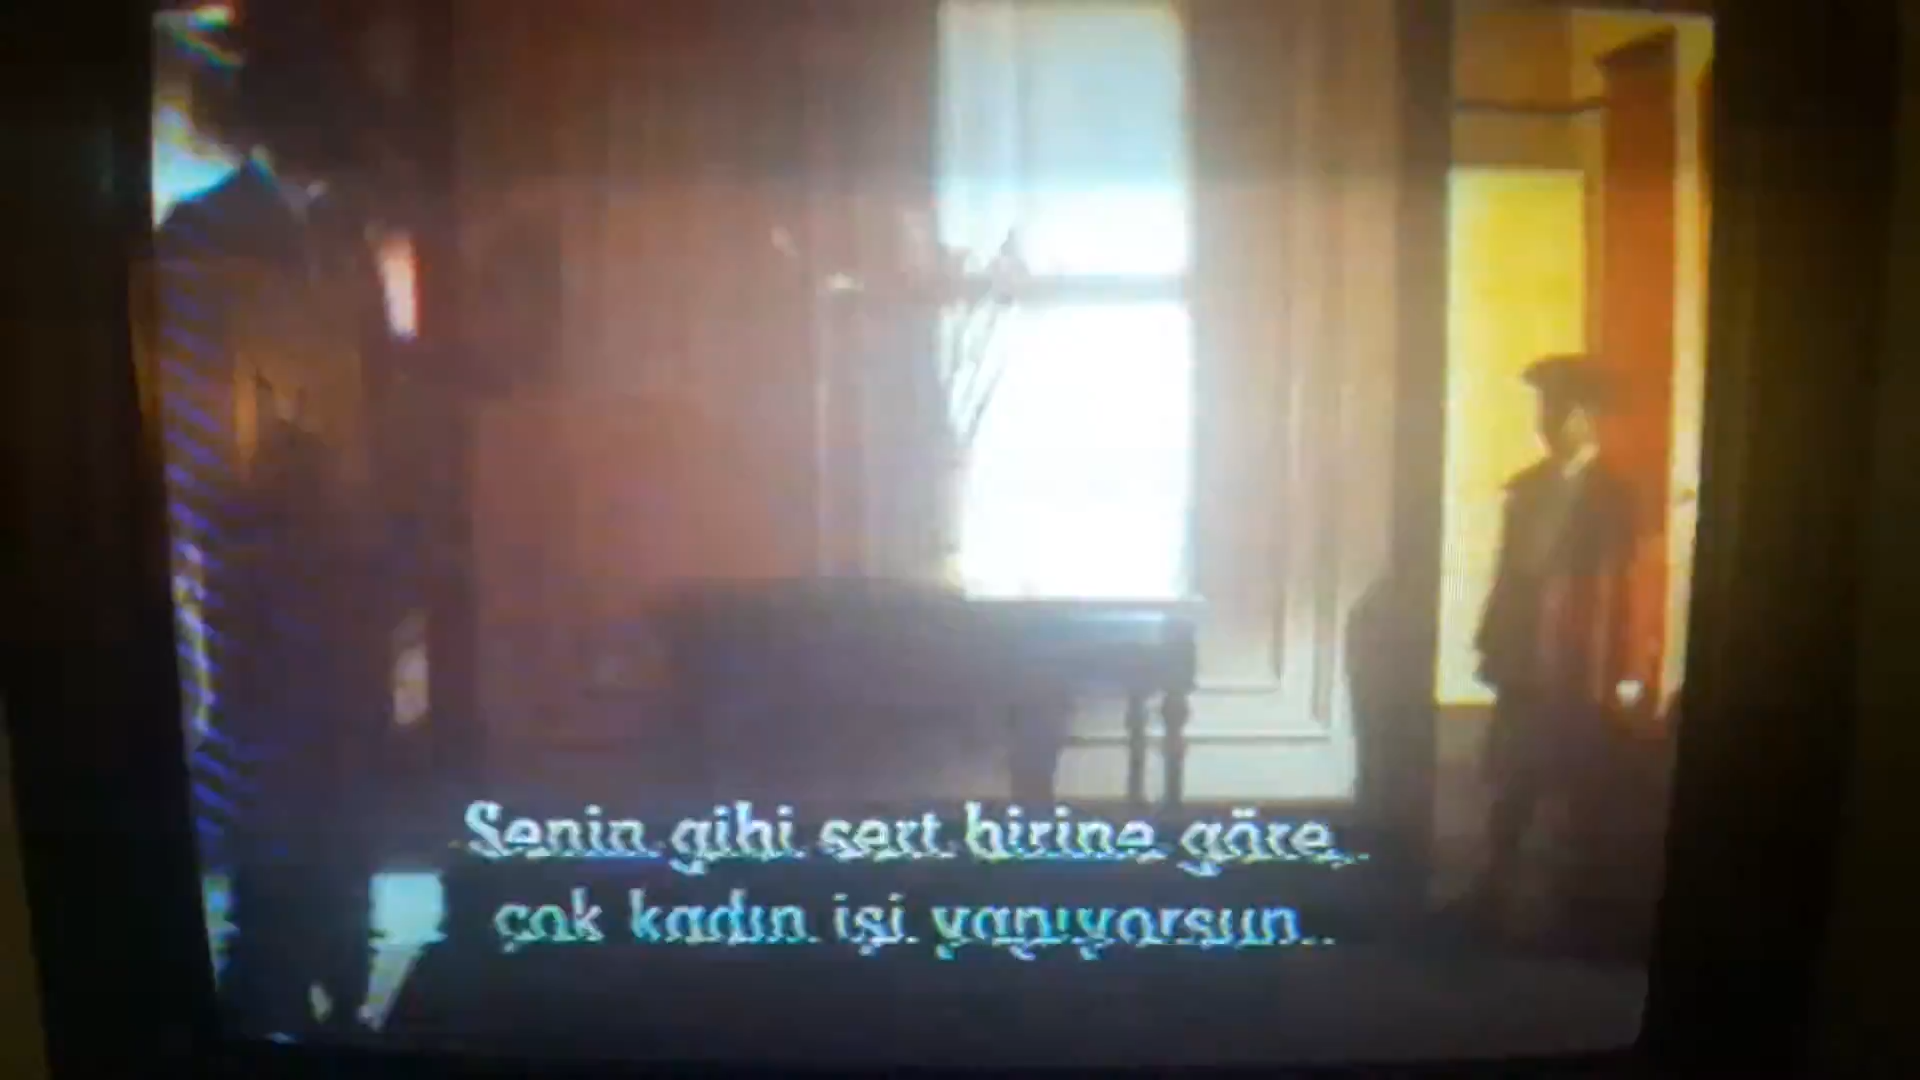 Senin gibi sert birine göre,
çok kadın işi yapıyorsun..